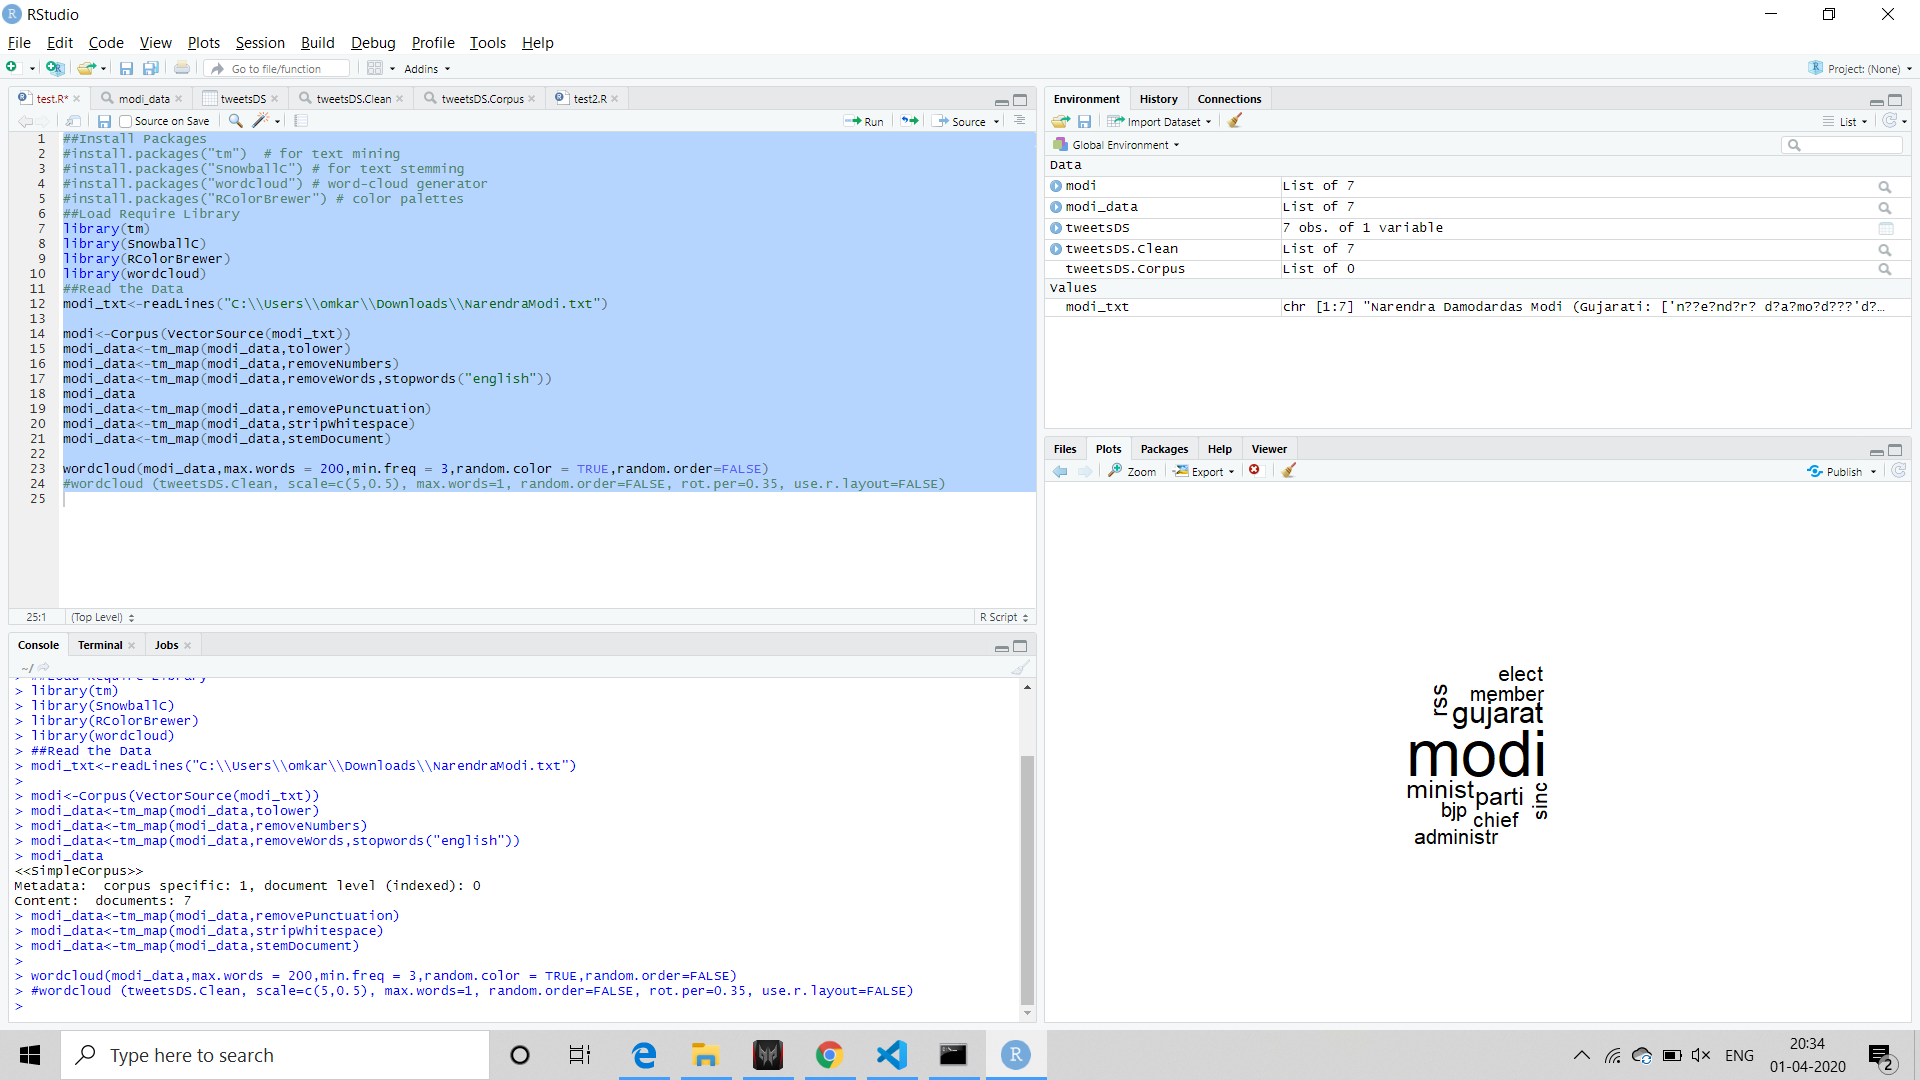 RStudio
File Edit Code View Plots Session Build Debug Profile Tools Help
Go to file/function Addins Project: (None)
test.R* modi_data tweetsDS tweetsDS.Clean tweetsDS.Corpus test2.R
Source on Save Run Source
1 ##Install Packages
2 #install.packages("tm")  # for text mining
3 #install.packages("SnowballC") # for text stemming
4 #install.packages("wordcloud") # word-cloud generator
5 #install.packages("RColorBrewer") # color palettes
6 ##Load Require Library
7 library(tm)
8 library(SnowballC)
9 library(RColorBrewer)
10 library(wordcloud)
11 ##Read the Data
12 modi_txt<-readLines("C:\\Users\\omkar\\Downloads\\NarendraModi.txt")
13
14 modi<-Corpus(VectorSource(modi_txt))
15 modi_data<-tm_map(modi_data,tolower)
16 modi_data<-tm_map(modi_data,removeNumbers)
17 modi_data<-tm_map(modi_data,removeWords,stopwords("english"))
18 modi_data
19 modi_data<-tm_map(modi_data,removePunctuation)
20 modi_data<-tm_map(modi_data,stripWhitespace)
21 modi_data<-tm_map(modi_data,stemDocument)
22
23 wordcloud(modi_data,max.words = 200,min.freq = 3,random.color = TRUE,random.order=FALSE)
24 #wordcloud (tweetsDS.Clean, scale=c(5,0.5), max.words=1, random.order=FALSE, rot.per=0.35, use.r.layout=FALSE)
25
25:1 (Top Level) R Script
Console Terminal Jobs
~/
> ##Load Require Library
> library(tm)
> library(SnowballC)
> library(RColorBrewer)
> library(wordcloud)
> ##Read the Data
> modi_txt<-readLines("C:\\Users\\omkar\\Downloads\\NarendraModi.txt")
>
> modi<-Corpus(VectorSource(modi_txt))
> modi_data<-tm_map(modi_data,tolower)
> modi_data<-tm_map(modi_data,removeNumbers)
> modi_data<-tm_map(modi_data,removeWords,stopwords("english"))
> modi_data
<<SimpleCorpus>>
Metadata:  corpus specific: 1, document level (indexed): 0
Content:  documents: 7
> modi_data<-tm_map(modi_data,removePunctuation)
> modi_data<-tm_map(modi_data,stripWhitespace)
> modi_data<-tm_map(modi_data,stemDocument)
>
> wordcloud(modi_data,max.words = 200,min.freq = 3,random.color = TRUE,random.order=FALSE)
> #wordcloud (tweetsDS.Clean, scale=c(5,0.5), max.words=1, random.order=FALSE, rot.per=0.35, use.r.layout=FALSE)
>
Environment History Connections
Import Dataset List
Global Environment
Data
modi List of 7
modi_data List of 7
tweetsDS 7 obs. of 1 variable
tweetsDS.Clean List of 7
tweetsDS.Corpus List of 0
Values
modi_txt chr [1:7] "Narendra Damodardas Modi (Gujarati: ['n??e?nd?r? d?a?mo?d???'d?…
Files Plots Packages Help Viewer
Zoom Export Publish
elect
rss member
gujarat
modi
minist parti sinc
bjp chief
administr
Type here to search
ENG 20:34
01-04-2020
2